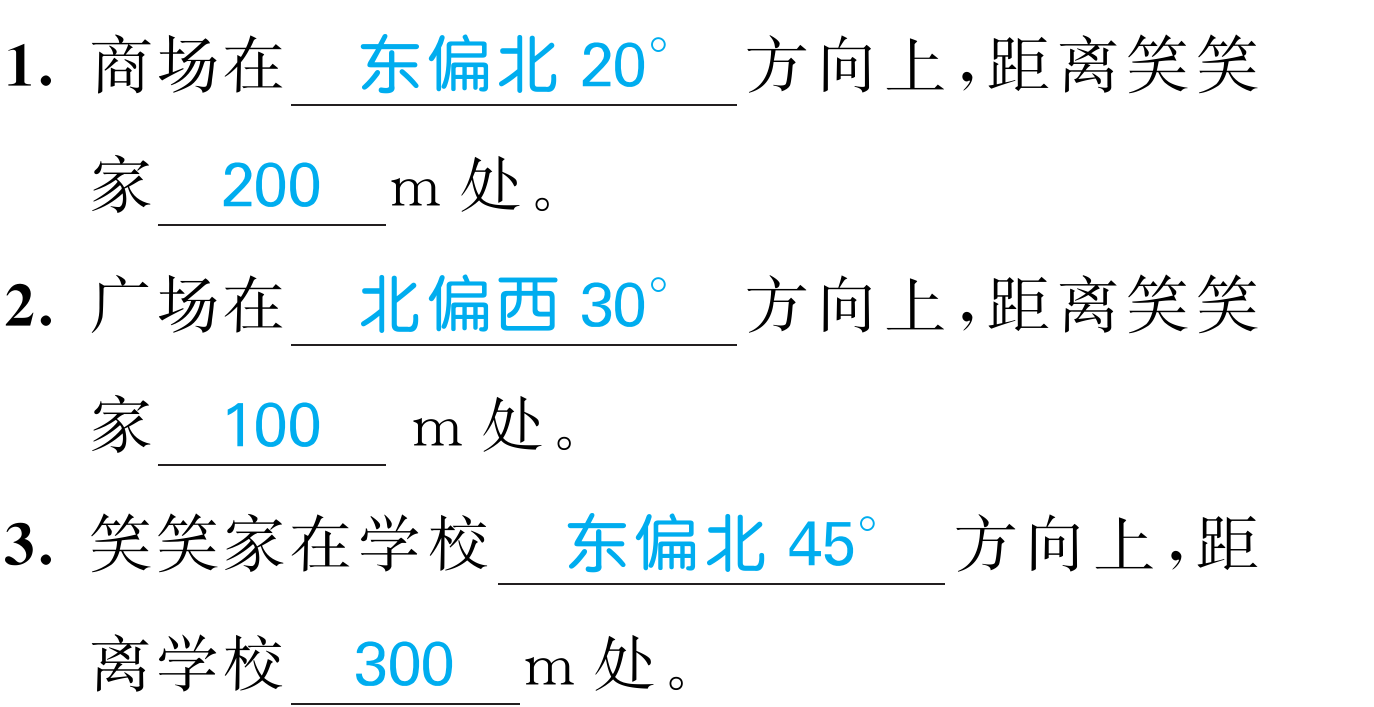 1. 商场在 东偏北 20° 方向上,距离笑笑
家 200 m 处。
2. 广场在 北偏西 30° 方向上,距离笑笑
家 100 m 处。
3. 笑笑家在学校 东偏北 45° 方向上,距
离学校 300 m 处。